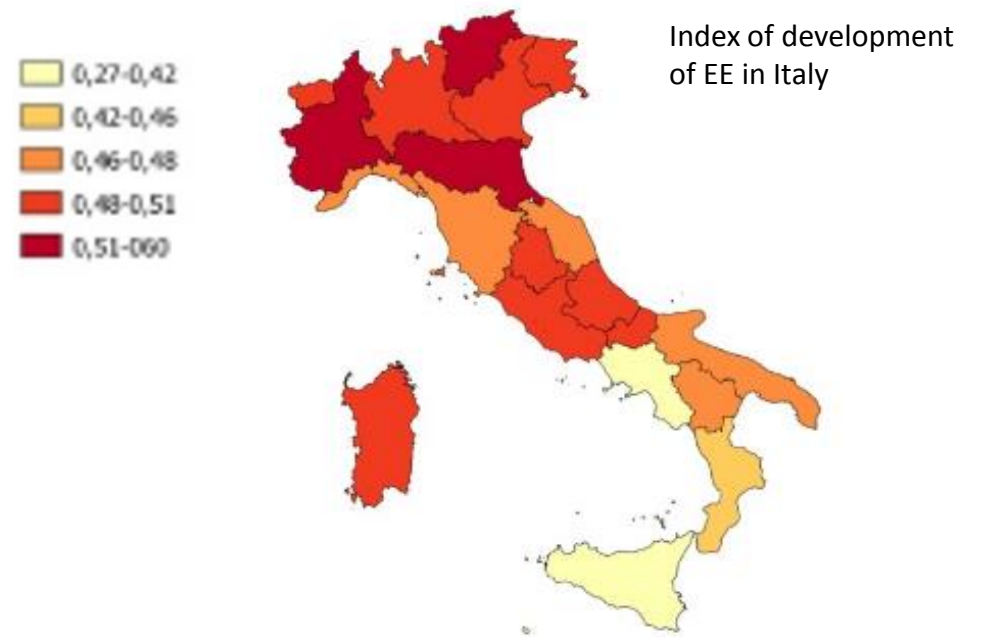 Index of development
of EE in Italy
0,27-0,42
0,42-0,46
0,46-0,48
0,48-0,51
0,51-060